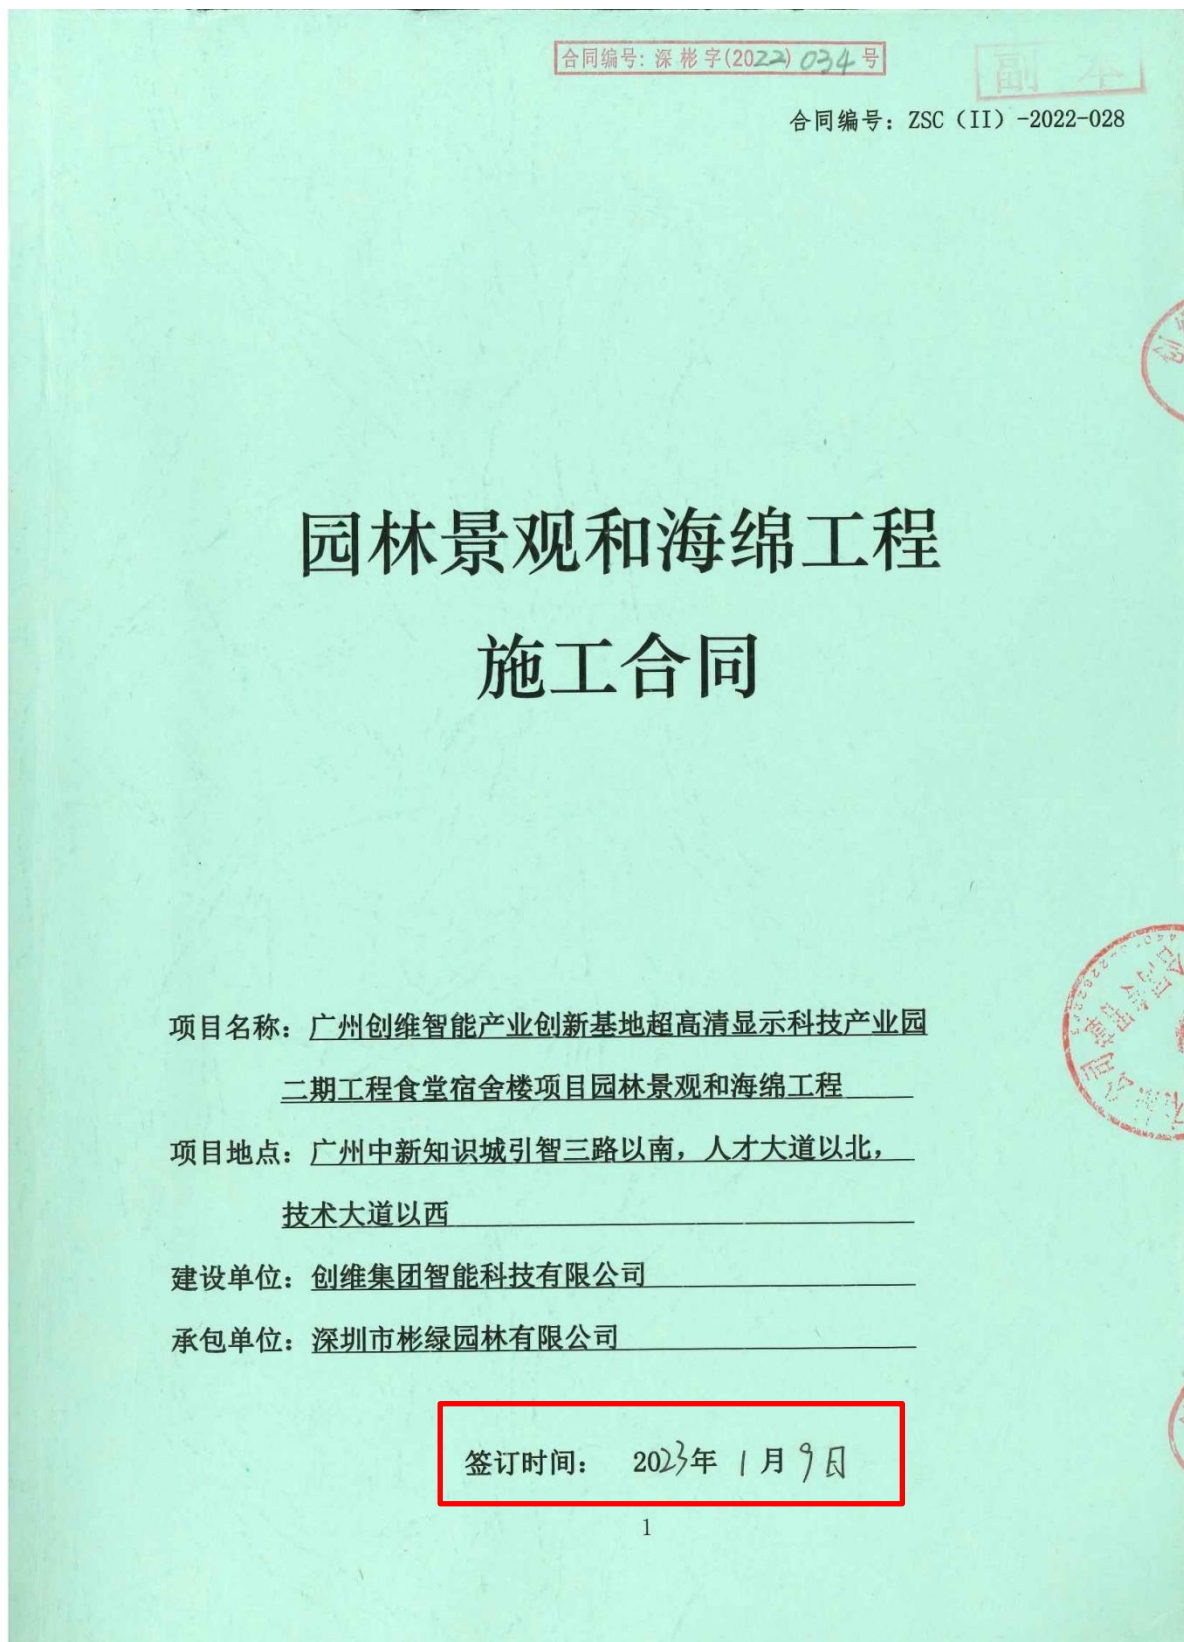 合同编号：深彬字(2022) 034号
副本
合同编号：ZSC（II）-2022-028
园林景观和海绵工程
施工合同
项目名称：广州创维智能产业创新基地超高清显示科技产业园
二期工程食堂宿舍楼项目园林景观和海绵工程
项目地点：广州中新知识城引智三路以南，人才大道以北，
技术大道以西
建设单位：创维集团智能科技有限公司
承包单位：深圳市彬绿园林有限公司
签订时间： 2023年 1月9日
1